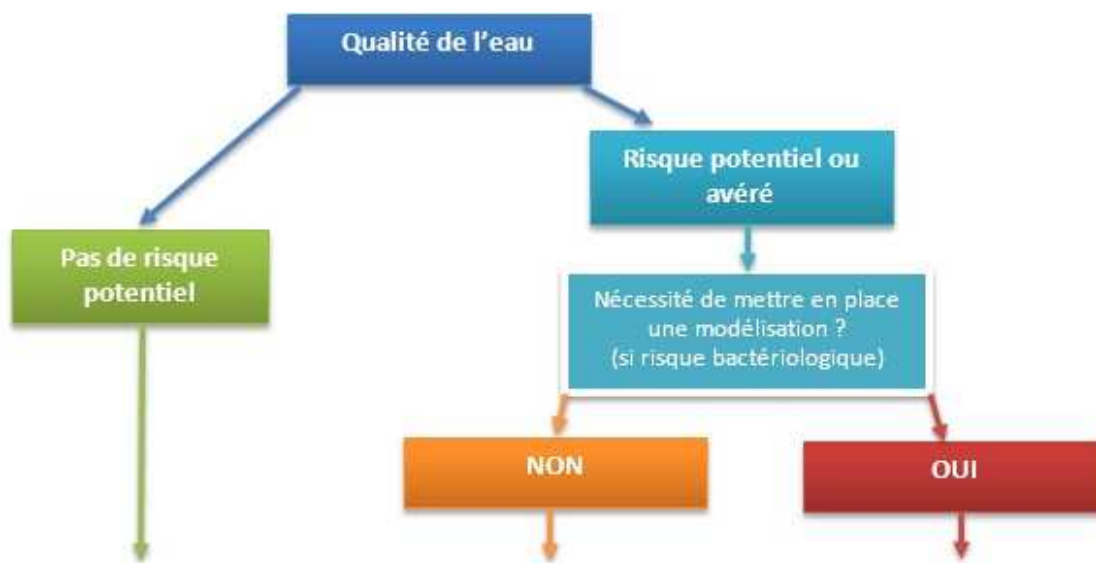 Qualité de l'eau
Risque potentiel ou
avéré
Pas de risque
potentiel
Nécessité de mettre en place
une modélisation ?
(si risque bactériologique)
NON
OUI